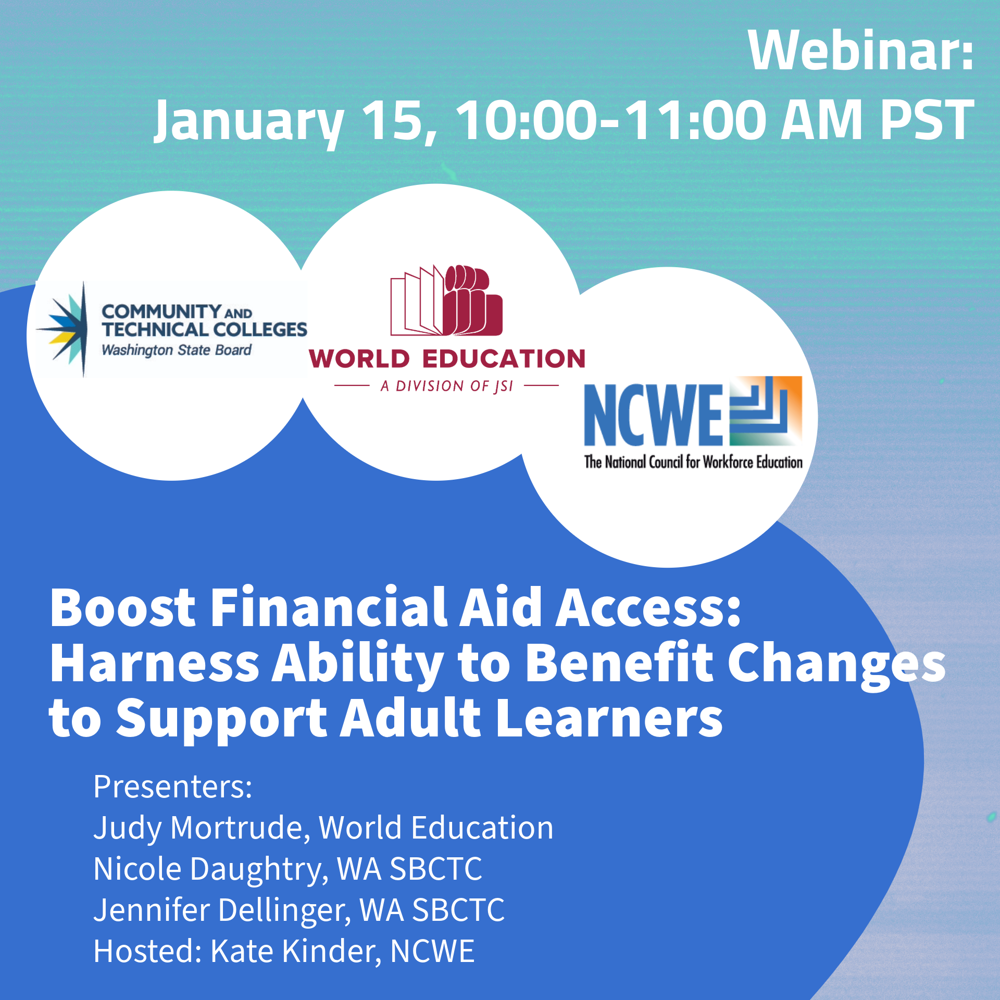 Webinar:
January 15, 10:00-11:00 AM PST
COMMUNITY AND
TECHNICAL COLLEGES
Washington State Board
WORLD EDUCATION
A DIVISION OF JSI
NCWE
The National Council for Workforce Education
Boost Financial Aid Access:
Harness Ability to Benefit Changes
to Support Adult Learners
Presenters:
Judy Mortrude, World Education
Nicole Daughtry, WA SBCTC
Jennifer Dellinger, WA SBCTC
Hosted: Kate Kinder, NCWE